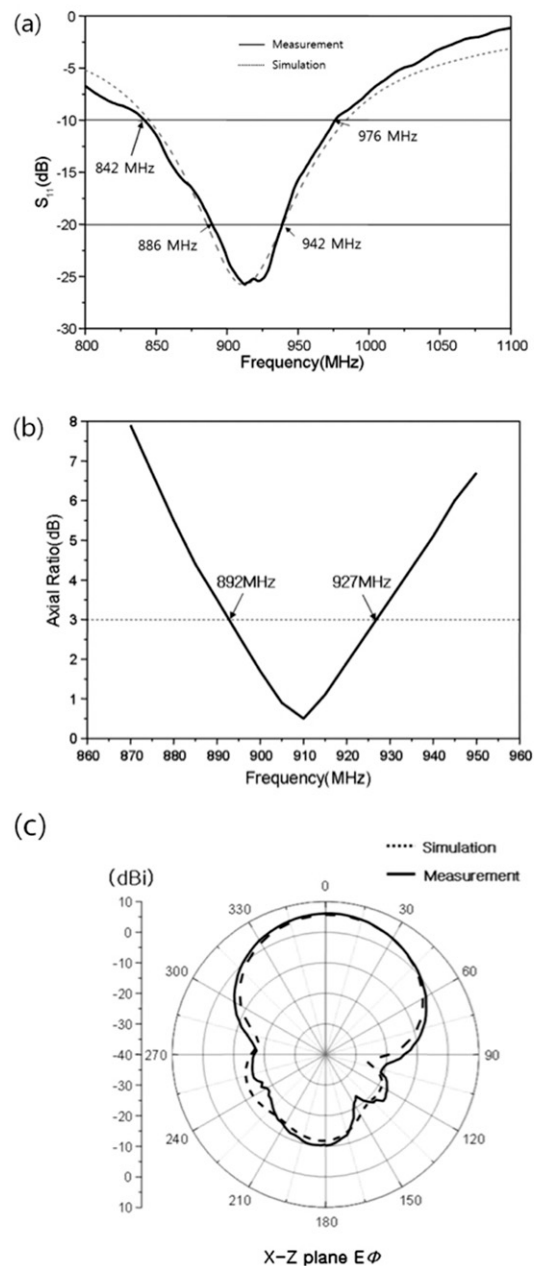 (a)
0
-5
-10
-15
-20
-25
-30
S11(dB)
Measurement
Simulation
842 MHz
976 MHz
886 MHz
942 MHz
800 850 900 950 1000 1050 1100
Frequency(MHz)
(b)
8
7
6
5
4
3
2
1
0
Axial Ratio(dB)
892MHz
927MHz
860 870 880 890 900 910 920 930 940 950 960
Frequency(MHz)
(c)
Simulation
Measurement
(dBi)
10
0
-10
-20
-30
-40
-30
-20
-10
0
10
0
30
60
90
120
150
180
210
240
270
300
330
X-Z plane EΦ